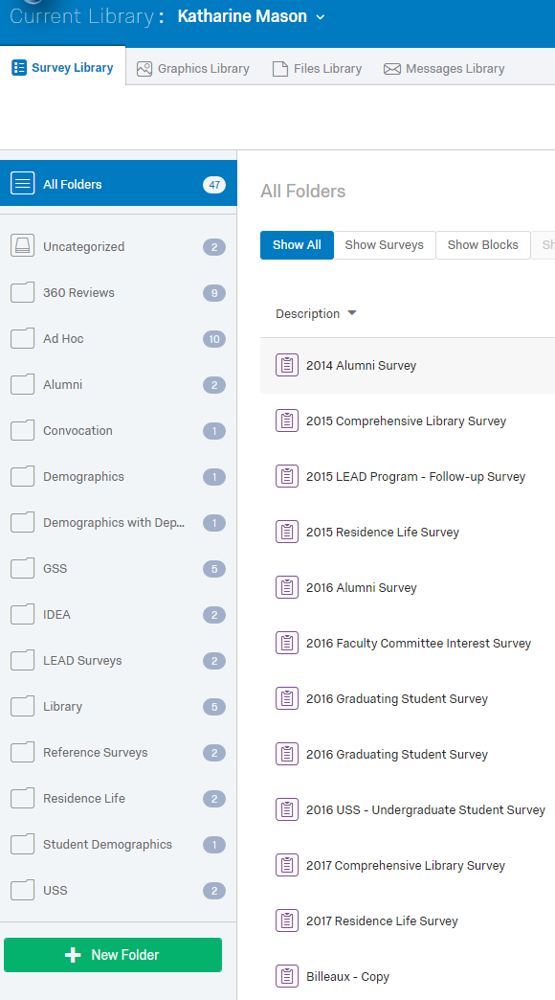 Current Library: Katharine Mason
Survey Library Graphics Library Files Library Messages Library
All Folders 47
Uncategorized 2
360 Reviews 9
Ad Hoc 10
Alumni 2
Convocation 1
Demographics 1
Demographics with Dep... 1
GSS 5
IDEA 2
LEAD Surveys 2
Library 5
Reference Surveys 2
Residence Life 2
Student Demographics 1
USS 2
New Folder
All Folders
Show All Show Surveys Show Blocks Sh
Description
2014 Alumni Survey
2015 Comprehensive Library Survey
2015 LEAD Program - Follow-up Survey
2015 Residence Life Survey
2016 Alumni Survey
2016 Faculty Committee Interest Survey
2016 Graduating Student Survey
2016 Graduating Student Survey
2016 USS - Undergraduate Student Survey
2017 Comprehensive Library Survey
2017 Residence Life Survey
Billeaux - Copy